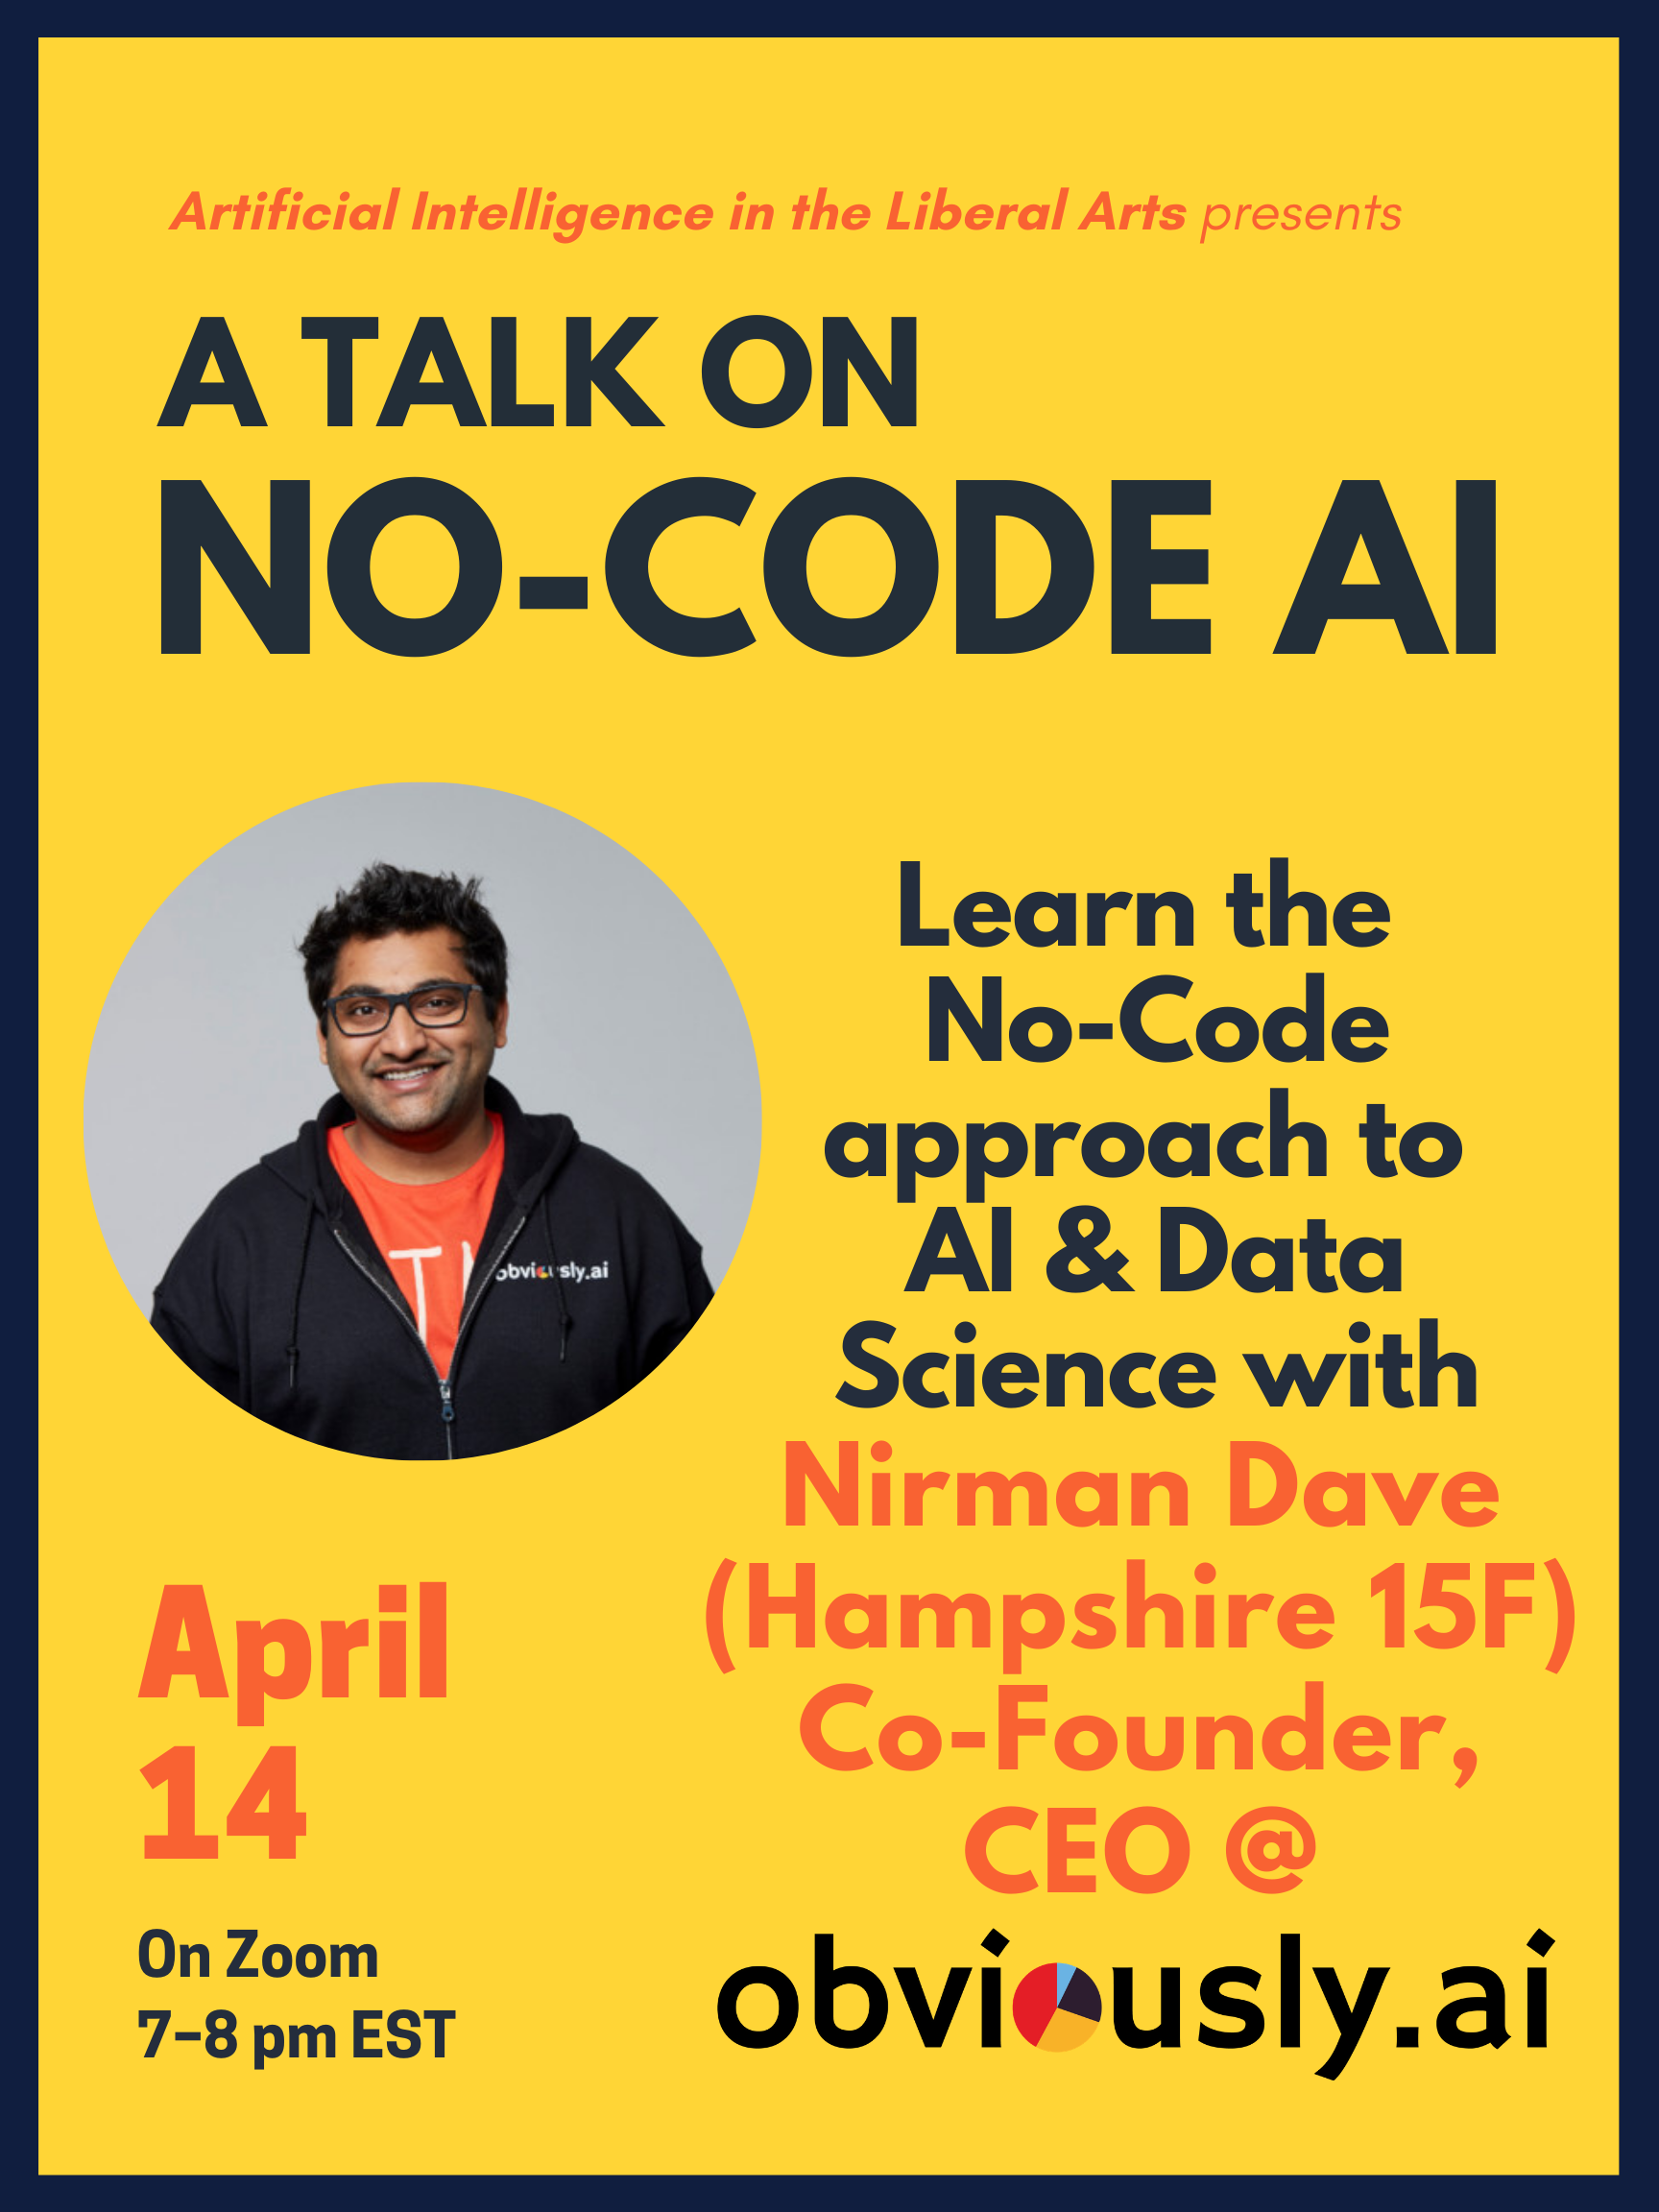 Artificial Intelligence in the Liberal Arts presents
A TALK ON
NO-CODE AI
obviously.ai
Learn the
No-Code
approach to
AI & Data
Science with
Nirman Dave
(Hampshire 15F)
Co-Founder,
CEO @
obviously.ai
April
14
On Zoom
7-8 pm EST